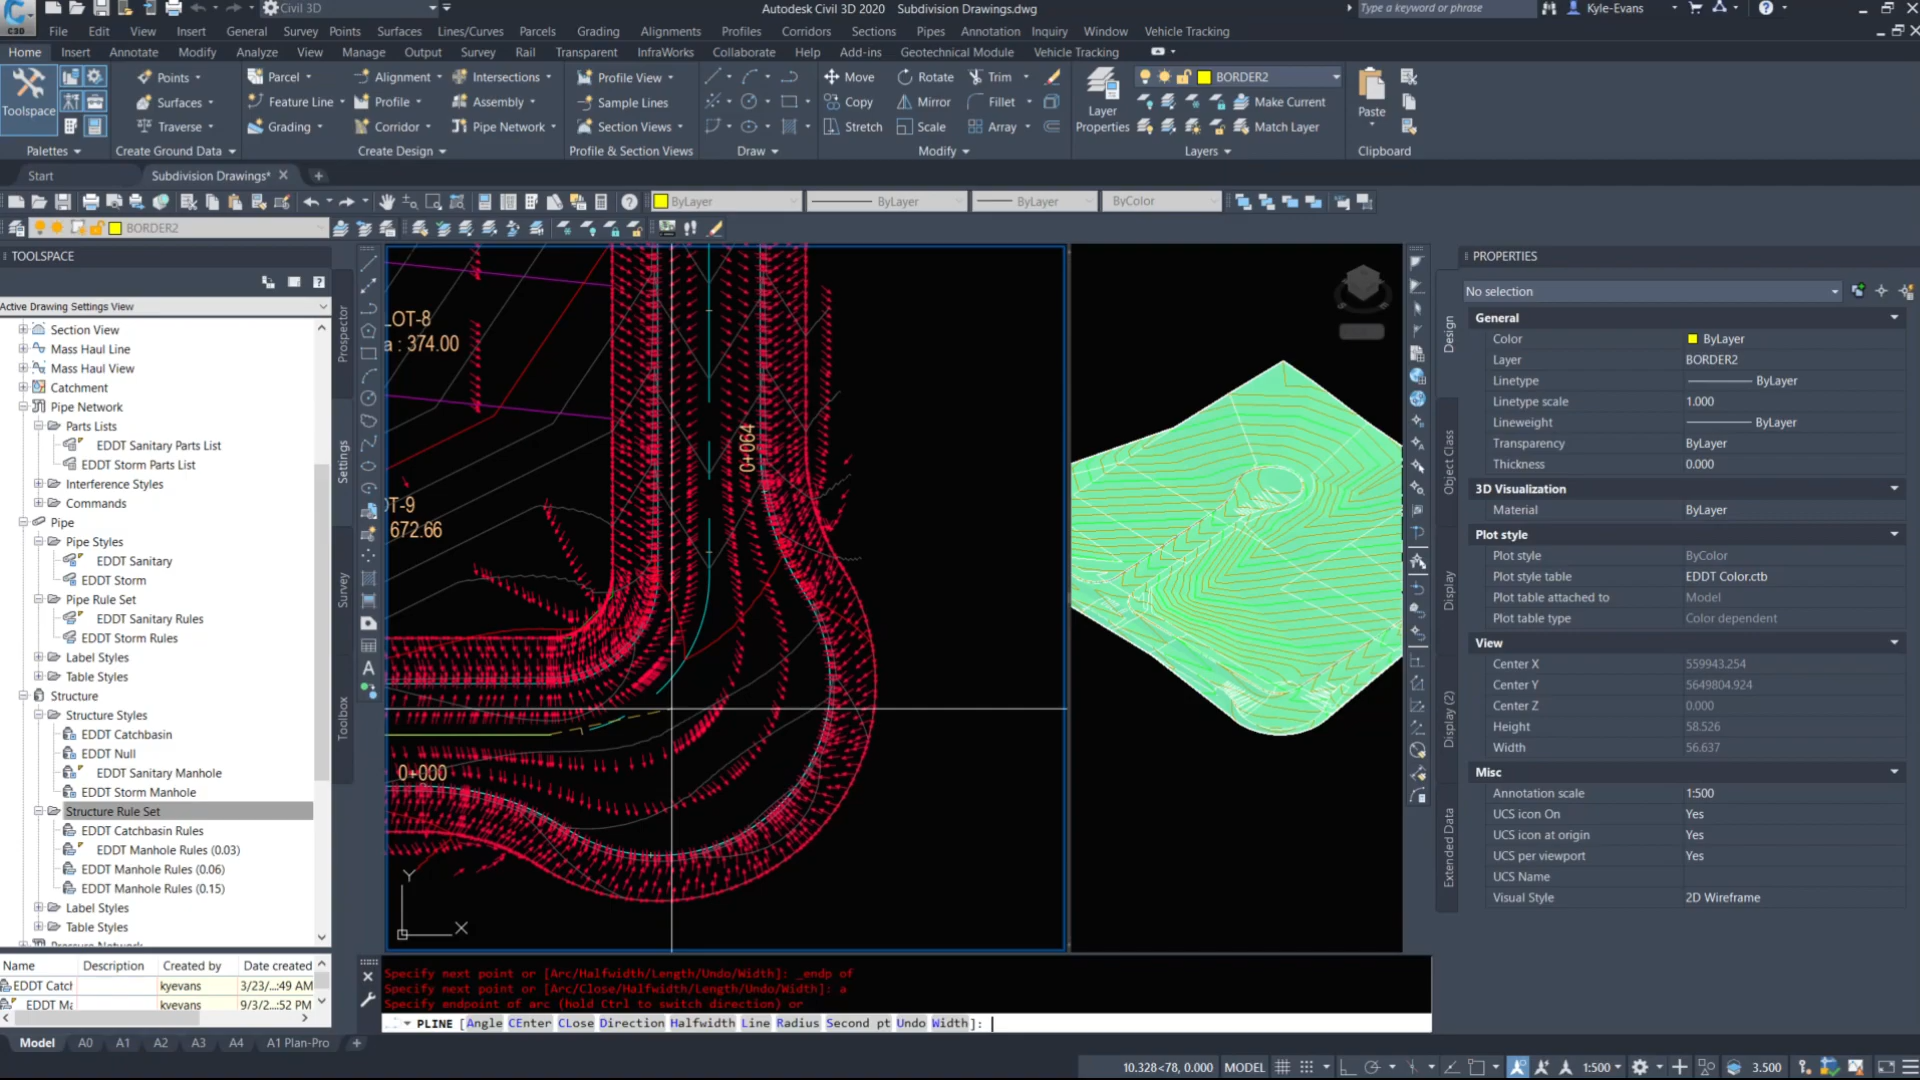 Civil 3D
Autodesk Civil 3D 2020 Subdivision Drawings.dwg
Type a keyword or phrase
Kyle-Evans
C3D
File Edit View Insert General Survey Points Surfaces Lines/Curves Parcels Grading Alignments Profiles Corridors Sections Pipes Annotation Inquiry Window Vehicle Tracking
Home Insert Annotate Modify Analyze View Manage Output Survey Rail Transparent InfraWorks Collaborate Help Add-ins Geotechnical Module Vehicle Tracking
Toolspace
Points
Surfaces
Traverse
Parcel
Feature Line
Grading
Alignment
Profile
Corridor
Intersections
Assembly
Pipe Network
Profile View
Sample Lines
Section Views
Move Rotate Trim
Copy Mirror Fillet
Stretch Scale Array
Layer Properties
BORDER2
Make Current
Match Layer
Paste
Palettes Create Ground Data Create Design Profile & Section Views Draw Modify Layers Clipboard
Start Subdivision Drawings*
ByLayer ByLayer ByLayer ByColor
BORDER2
TOOLSPACE
Active Drawing Settings View
Section View
Mass Haul Line
Mass Haul View
Catchment
Pipe Network
Parts Lists
EDDT Sanitary Parts List
EDDT Storm Parts List
Interference Styles
Commands
Pipe
Pipe Styles
EDDT Sanitary
EDDT Storm
Pipe Rule Set
EDDT Sanitary Rules
EDDT Storm Rules
Label Styles
Table Styles
Structure
Structure Styles
EDDT Catchbasin
EDDT Null
EDDT Sanitary Manhole
EDDT Storm Manhole
Structure Rule Set
EDDT Catchbasin Rules
EDDT Manhole Rules (0.03)
EDDT Manhole Rules (0.06)
EDDT Manhole Rules (0.15)
Label Styles
Table Styles
Prospector
Settings
Survey
Toolbox
Name Description Created by Date created
EDDT Catcl kyevans 3/23/...:49 AM
EDDT Ma kvevans 9/3/2...:52 PM
LOT-8
a : 374.00
OT-9
672.66
0+064
0+000
Y
X
Specify next point or [Arc/Halfwidth/Length/Undo/Width]: _endp of
Specify next point or [Arc/Close/Halfwidth/Length/Undo/Width]: a
Specify endpoint of arc (hold Ctrl to switch direction) or
PLINE [Angle CEnter CLose Direction Halfwidth Line Radius Second pt Undo Width]:
PROPERTIES
No selection
Design
Object Class
Display
Display (2)
Extended Data
General
Color ByLayer
Layer BORDER2
Linetype ByLayer
Linetype scale 1.000
Lineweight ByLayer
Transparency ByLayer
Thickness 0.000
3D Visualization
Material ByLayer
Plot style
Plot style ByColor
Plot style table EDDT Color.ctb
Plot table attached to Model
Plot table type Color dependent
View
Center X 559943.254
Center Y 5649804.924
Center Z 0.000
Height 58.526
Width 56.637
Misc
Annotation scale 1:500
UCS icon On Yes
UCS icon at origin Yes
UCS per viewport Yes
UCS Name
Visual Style 2D Wireframe
Model A0 A1 A2 A3 A4 A1 Plan-Pro
10.328<78, 0.000 MODEL 1:500 3.500